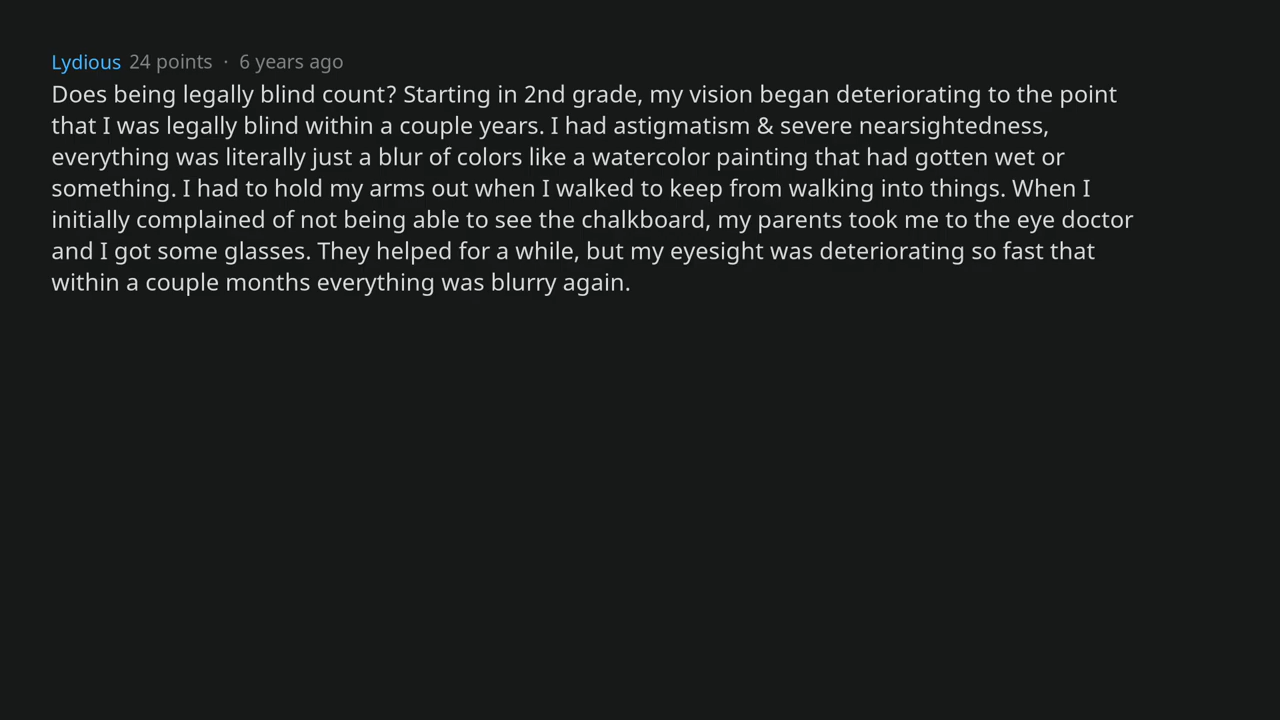 Lydious 24 points · 6 years ago
Does being legally blind count? Starting in 2nd grade, my vision began deteriorating to the point
that I was legally blind within a couple years. I had astigmatism & severe nearsightedness,
everything was literally just a blur of colors like a watercolor painting that had gotten wet or
something. I had to hold my arms out when I walked to keep from walking into things. When I
initially complained of not being able to see the chalkboard, my parents took me to the eye doctor
and I got some glasses. They helped for a while, but my eyesight was deteriorating so fast that
within a couple months everything was blurry again.